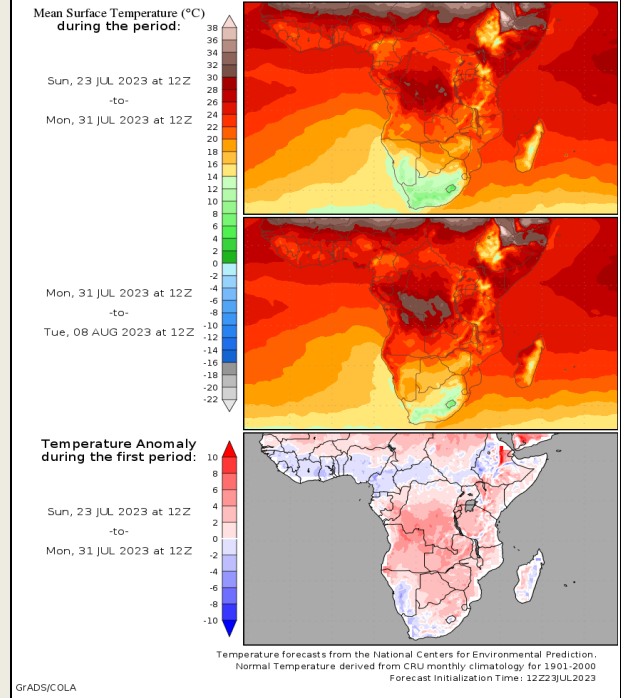 Mean Surface Temperature (°C)
during the period:
38
36
34
32
30
28
26
24
22
20
18
16
14
12
10
8
6
4
2
0
-2
-4
-6
-8
-10
-12
-14
-16
-18
-20
-22
Sun, 23 JUL 2023 at 12Z
-to-
Mon, 31 JUL 2023 at 12Z
Mon, 31 JUL 2023 at 12Z
-to-
Tue, 08 AUG 2023 at 12Z
Temperature Anomaly
during the first period:
10
8
6
4
2
0
-2
-4
-6
-8
-10
Sun, 23 JUL 2023 at 12Z
-to-
Mon, 31 JUL 2023 at 12Z
Temperature forecasts from the National Centers for Environmental Prediction.
Normal Temperature derived from CRU monthly climatology for 1901-2000
Forecast Initialization Time: 12Z23JUL2023
GrADS/COLA